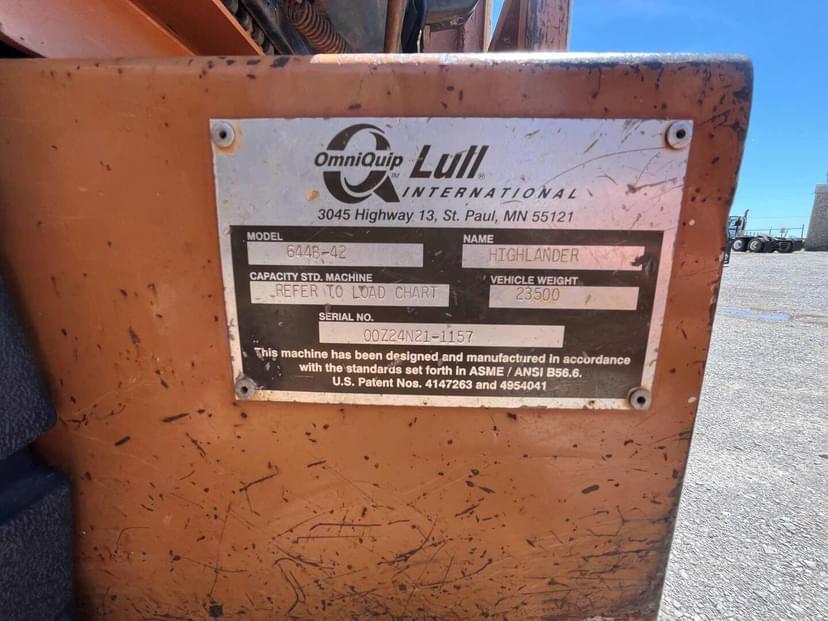 OmniQuip™ Lull®
INTERNATIONAL
3045 Highway 13, St. Paul, MN 55121
MODEL NAME
644B-42 HIGHLANDER
CAPACITY STD. MACHINE VEHICLE WEIGHT
REFER TO LOAD CHART 23500
SERIAL NO.
00Z24N21-1157
This machine has been designed and manufactured in accordance
with the standards set forth in ASME / ANSI B56.6.
U.S. Patent Nos. 4147263 and 4954041